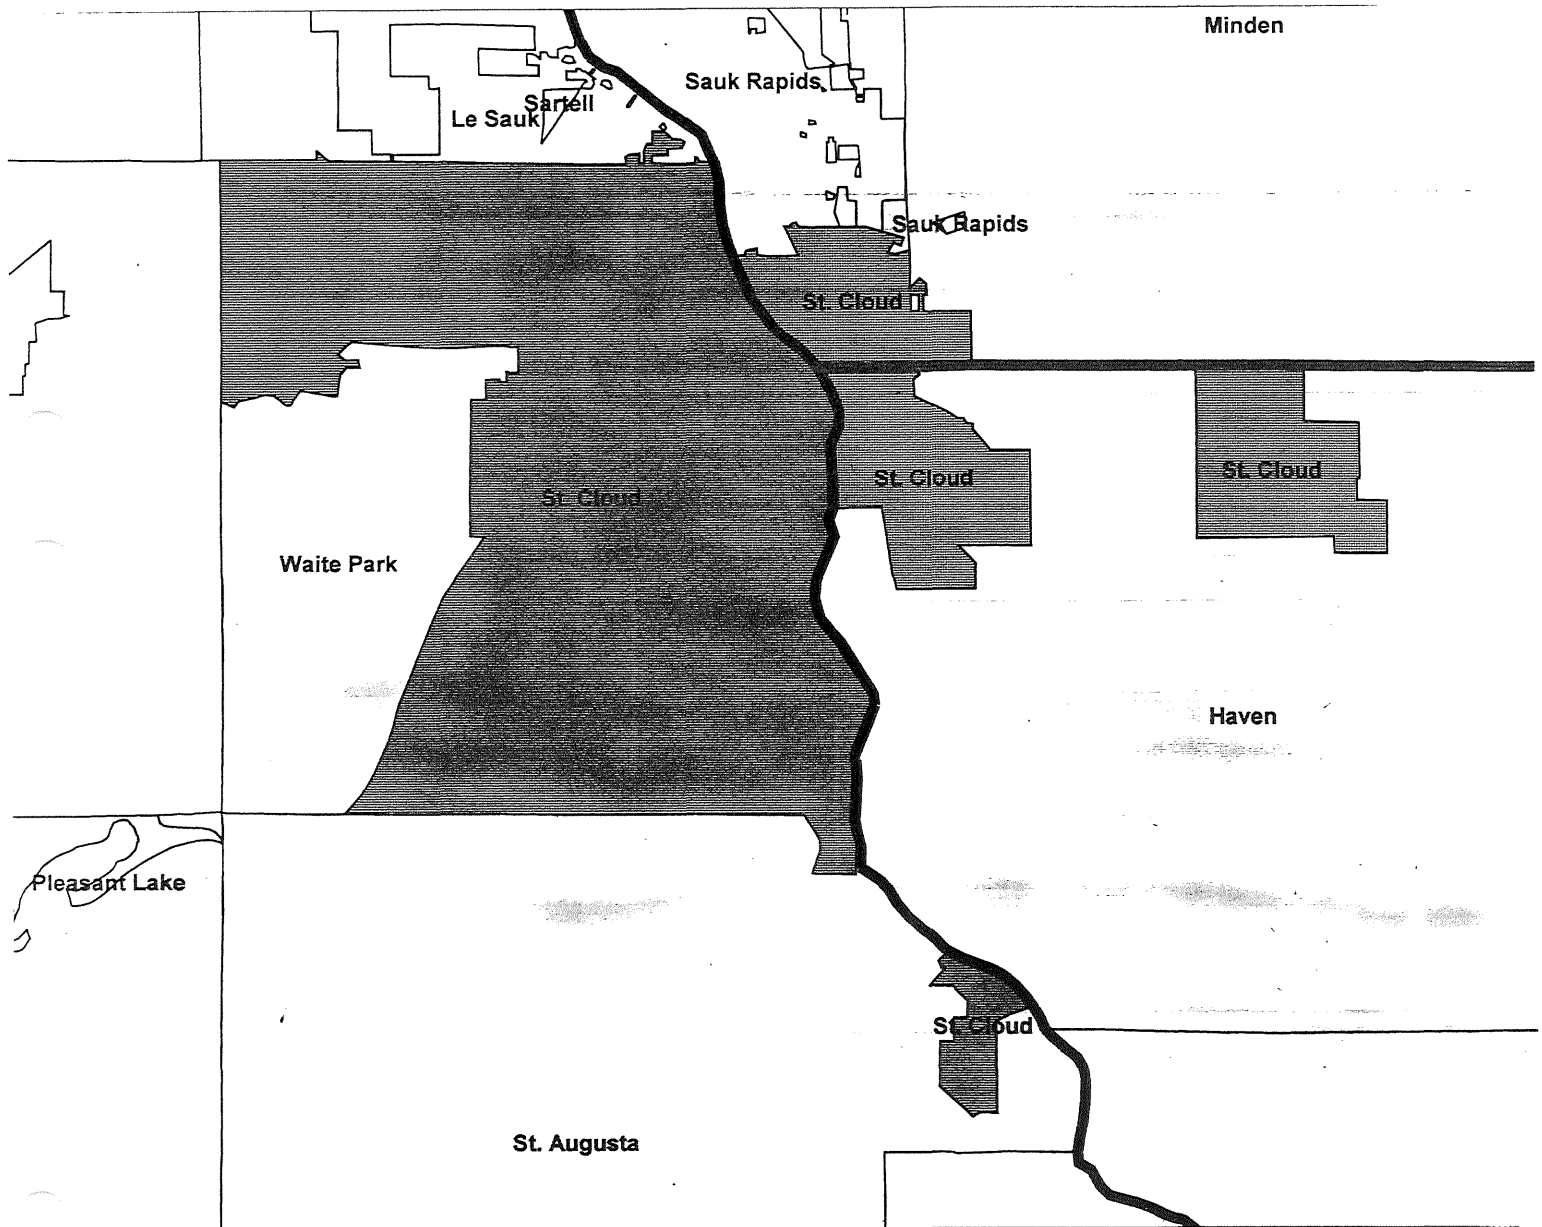 Minden
Sauk Rapids
Sartell
Le Sauk
Sauk Rapids
St. Cloud
St. Cloud
St. Cloud
St. Cloud
Waite Park
Haven
Pleasant Lake
St. Cloud
St. Augusta